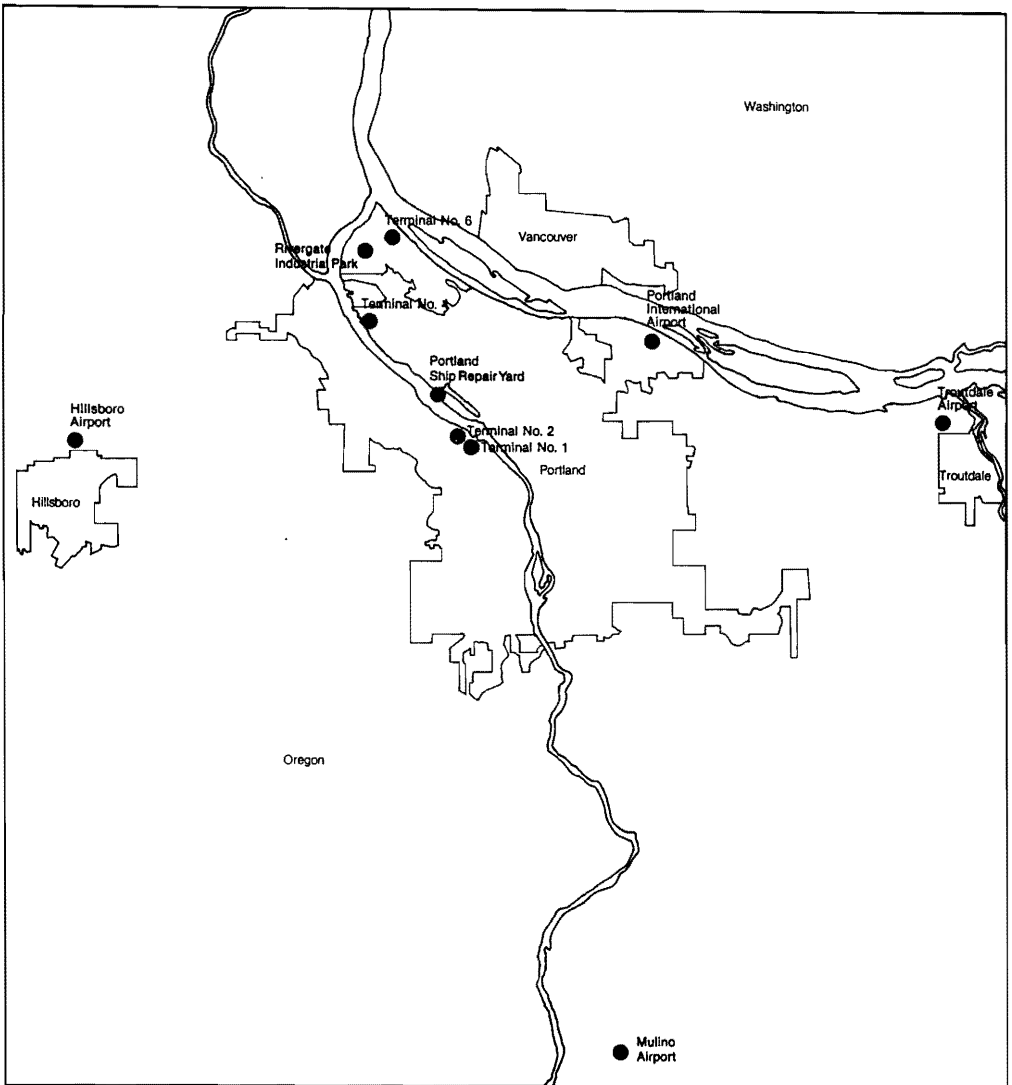 Washington
Terminal No. 6
Vancouver
Rivergate
Industrial Park
Portland
International
Airport
Terminal No. 4
Portland
Ship Repair Yard
Troutdale
Airport
Hillsboro
Airport
Terminal No. 2
Terminal No. 1
Portland
Troutdale
Hillsboro
Oregon
Mulino
Airport